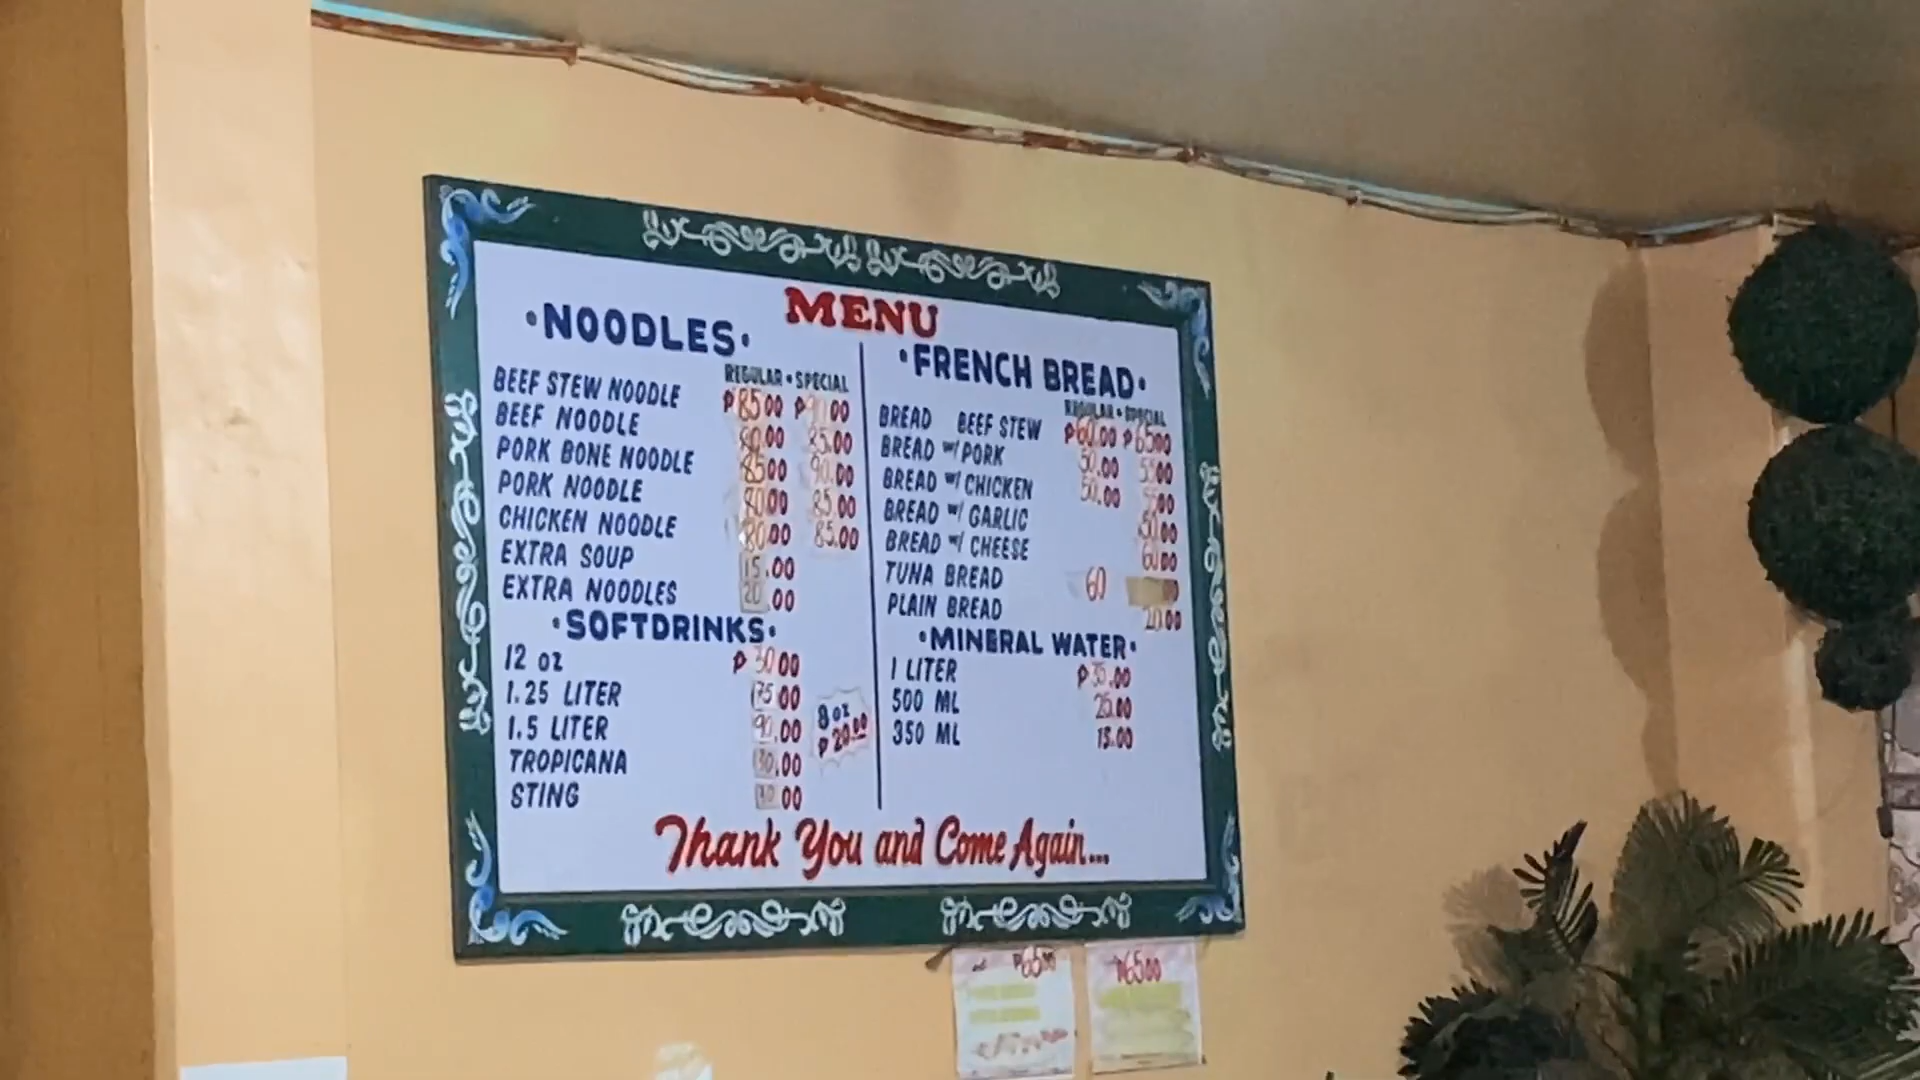 MENU
•NOODLES•
REGULAR • SPECIAL
BEEF STEW NOODLE ₱85.00 ₱90.00
BEEF NOODLE 80.00 85.00
PORK BONE NOODLE 85.00 90.00
PORK NOODLE 80.00 85.00
CHICKEN NOODLE 80.00 85.00
EXTRA SOUP 15.00
EXTRA NOODLES 20.00
•SOFTDRINKS•
12 oz ₱30.00
1.25 LITER 75.00
1.5 LITER 90.00
TROPICANA 30.00
STING 30.00
8 oz
₱20.00
•FRENCH BREAD•
REGULAR • SPECIAL
BREAD BEEF STEW ₱60.00 ₱65.00
BREAD w/ PORK 50.00 55.00
BREAD w/ CHICKEN 50.00 55.00
BREAD w/ GARLIC 50.00
BREAD w/ CHEESE 60.00
TUNA BREAD 60
PLAIN BREAD 20.00
•MINERAL WATER•
1 LITER ₱35.00
500 ML 25.00
350 ML 15.00
Thank You and Come Again...
₱65.00
₱65.00